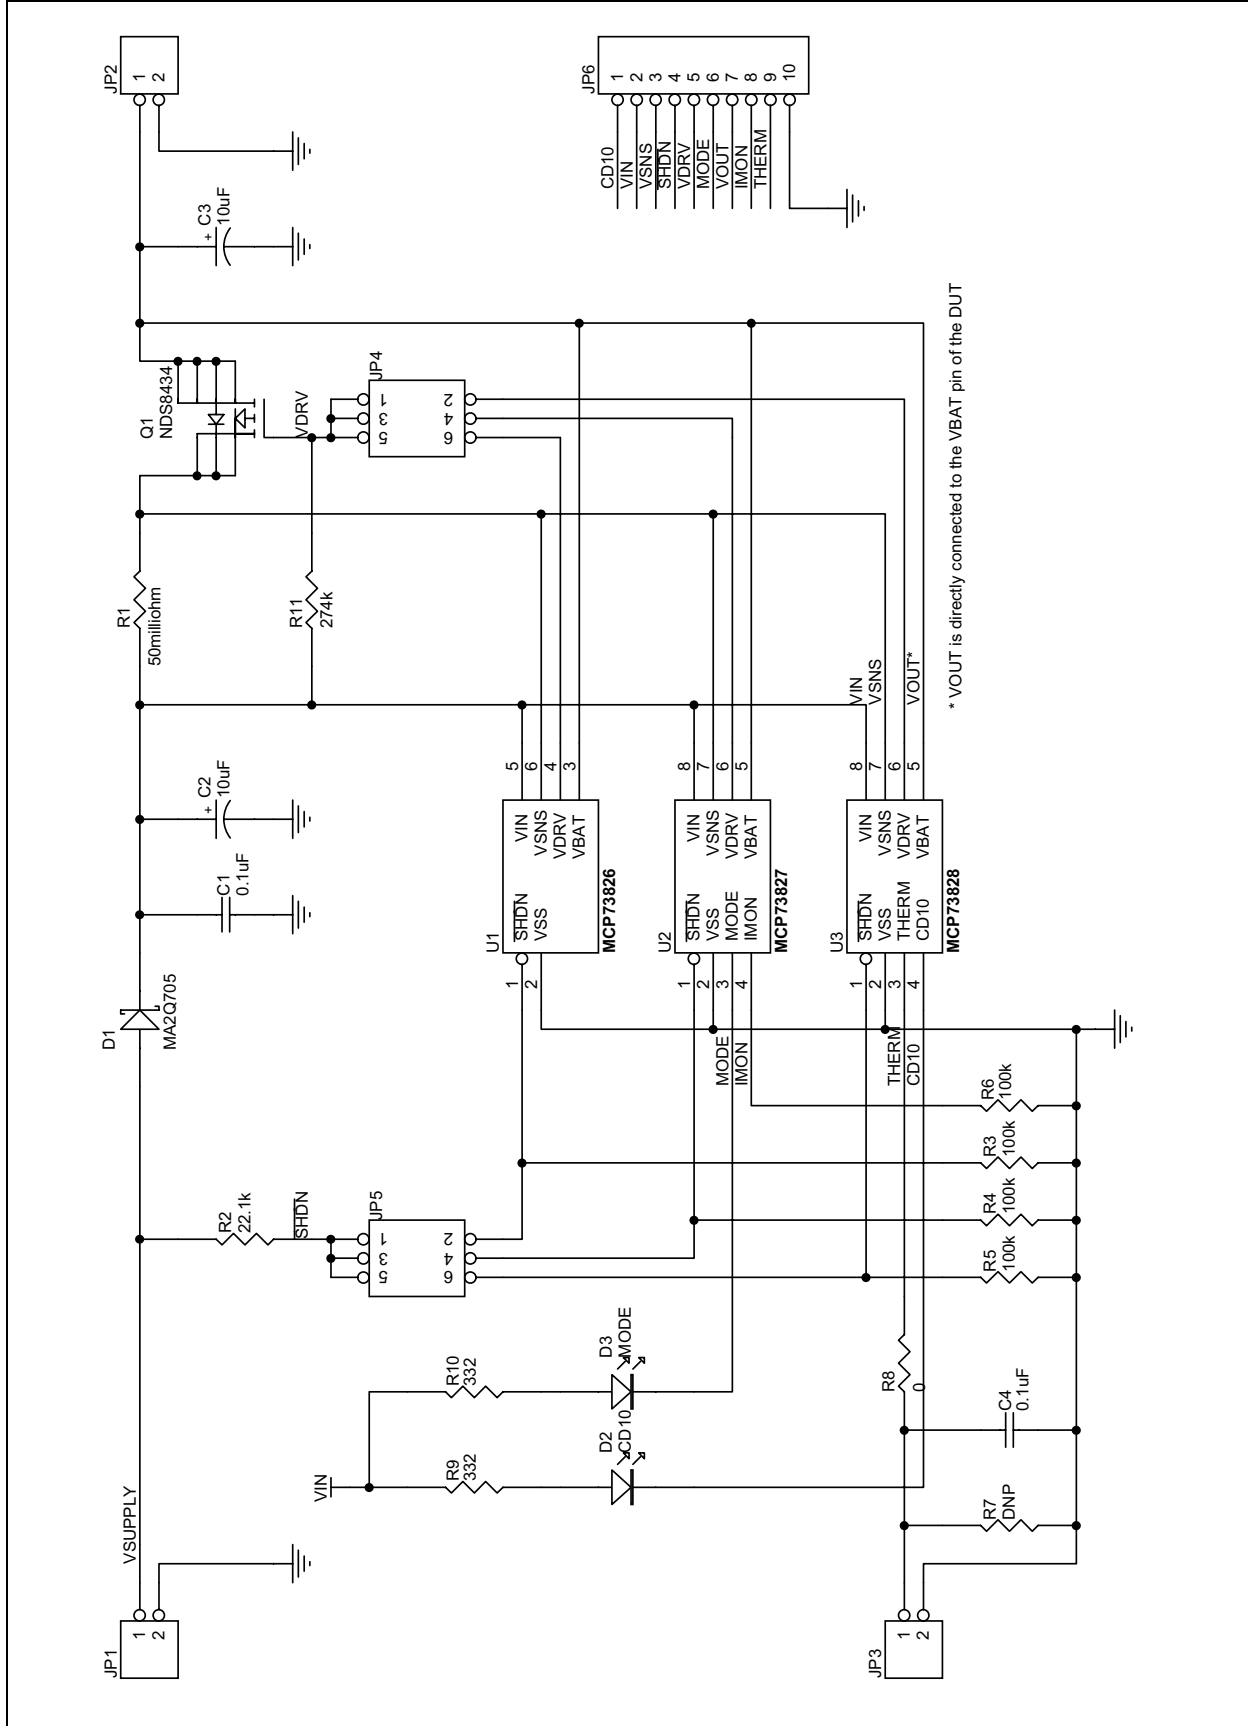 JP2
1
2
JP6
1
2
3
4
5
6
7
8
9
10
CD10
VIN
VSNS
SHDN
VDRV
MODE
VOUT
IMON
THERM
+ C3
10uF
Q1
NDS8434
VDRV
JP4
1
3
5
2
4
6
R1
50milliohm
R11
274k
* VOUT is directly connected to the VBAT pin of the DUT
VIN
VSNS
VOUT*
+ C2
10uF
C1
0.1uF
D1
MA2Q705
U1
SHDN
VSS
VIN
VSNS
VDRV
VBAT
MCP73826
1
2
5
6
4
3
U2
SHDN
VSS
MODE
IMON
VIN
VSNS
VDRV
VBAT
MCP73827
1
2
3
4
8
7
6
5
U3
SHDN
VSS
THERM
CD10
VIN
VSNS
VDRV
VBAT
MCP73828
1
2
3
4
8
7
6
5
MODE
IMON
THERM
CD10
R6
100k
R3
100k
R4
100k
R5
100k
R2
22.1k
SHDN
JP5
1
3
5
2
4
6
R10
332
D3
MODE
R9
332
D2
CD10
VIN
R8
0
C4
0.1uF
R7
DNP
VSUPPLY
JP1
1
2
JP3
1
2